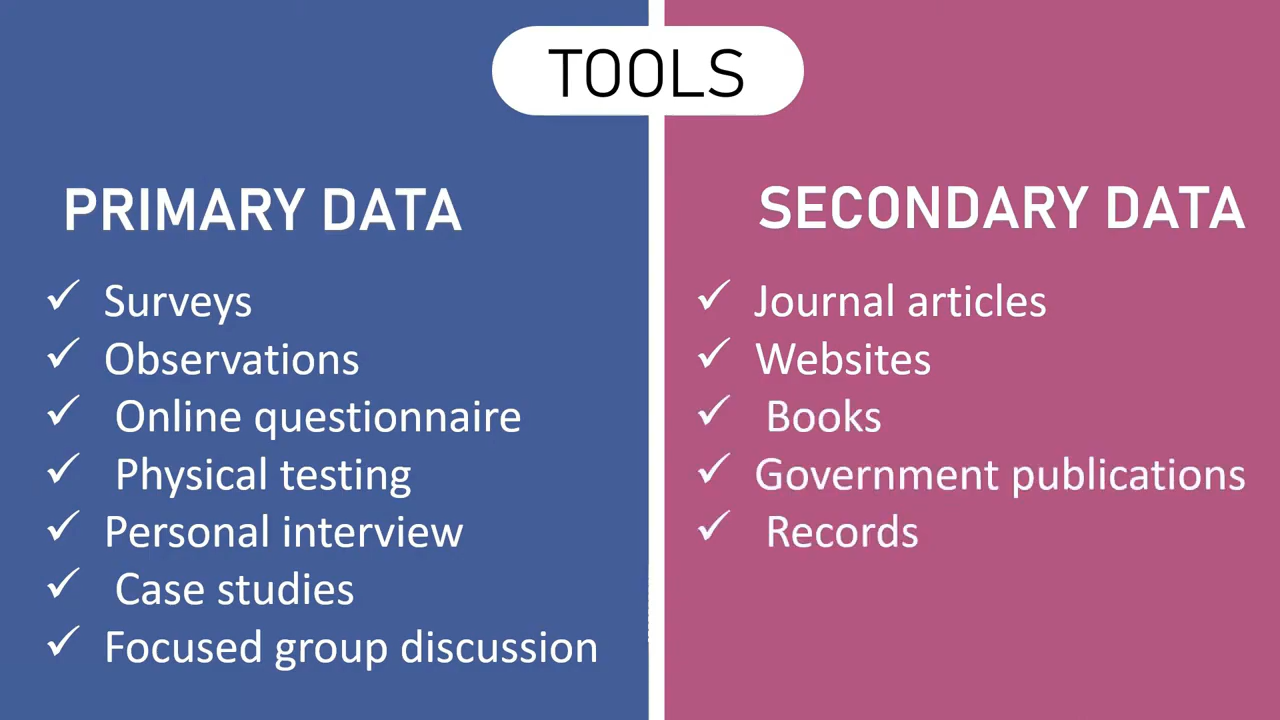 TOOLS
PRIMARY DATA
✓ Surveys
✓ Observations
✓ Online questionnaire
✓ Physical testing
✓ Personal interview
✓ Case studies
✓ Focused group discussion
SECONDARY DATA
✓ Journal articles
✓ Websites
✓ Books
✓ Government publications
✓ Records